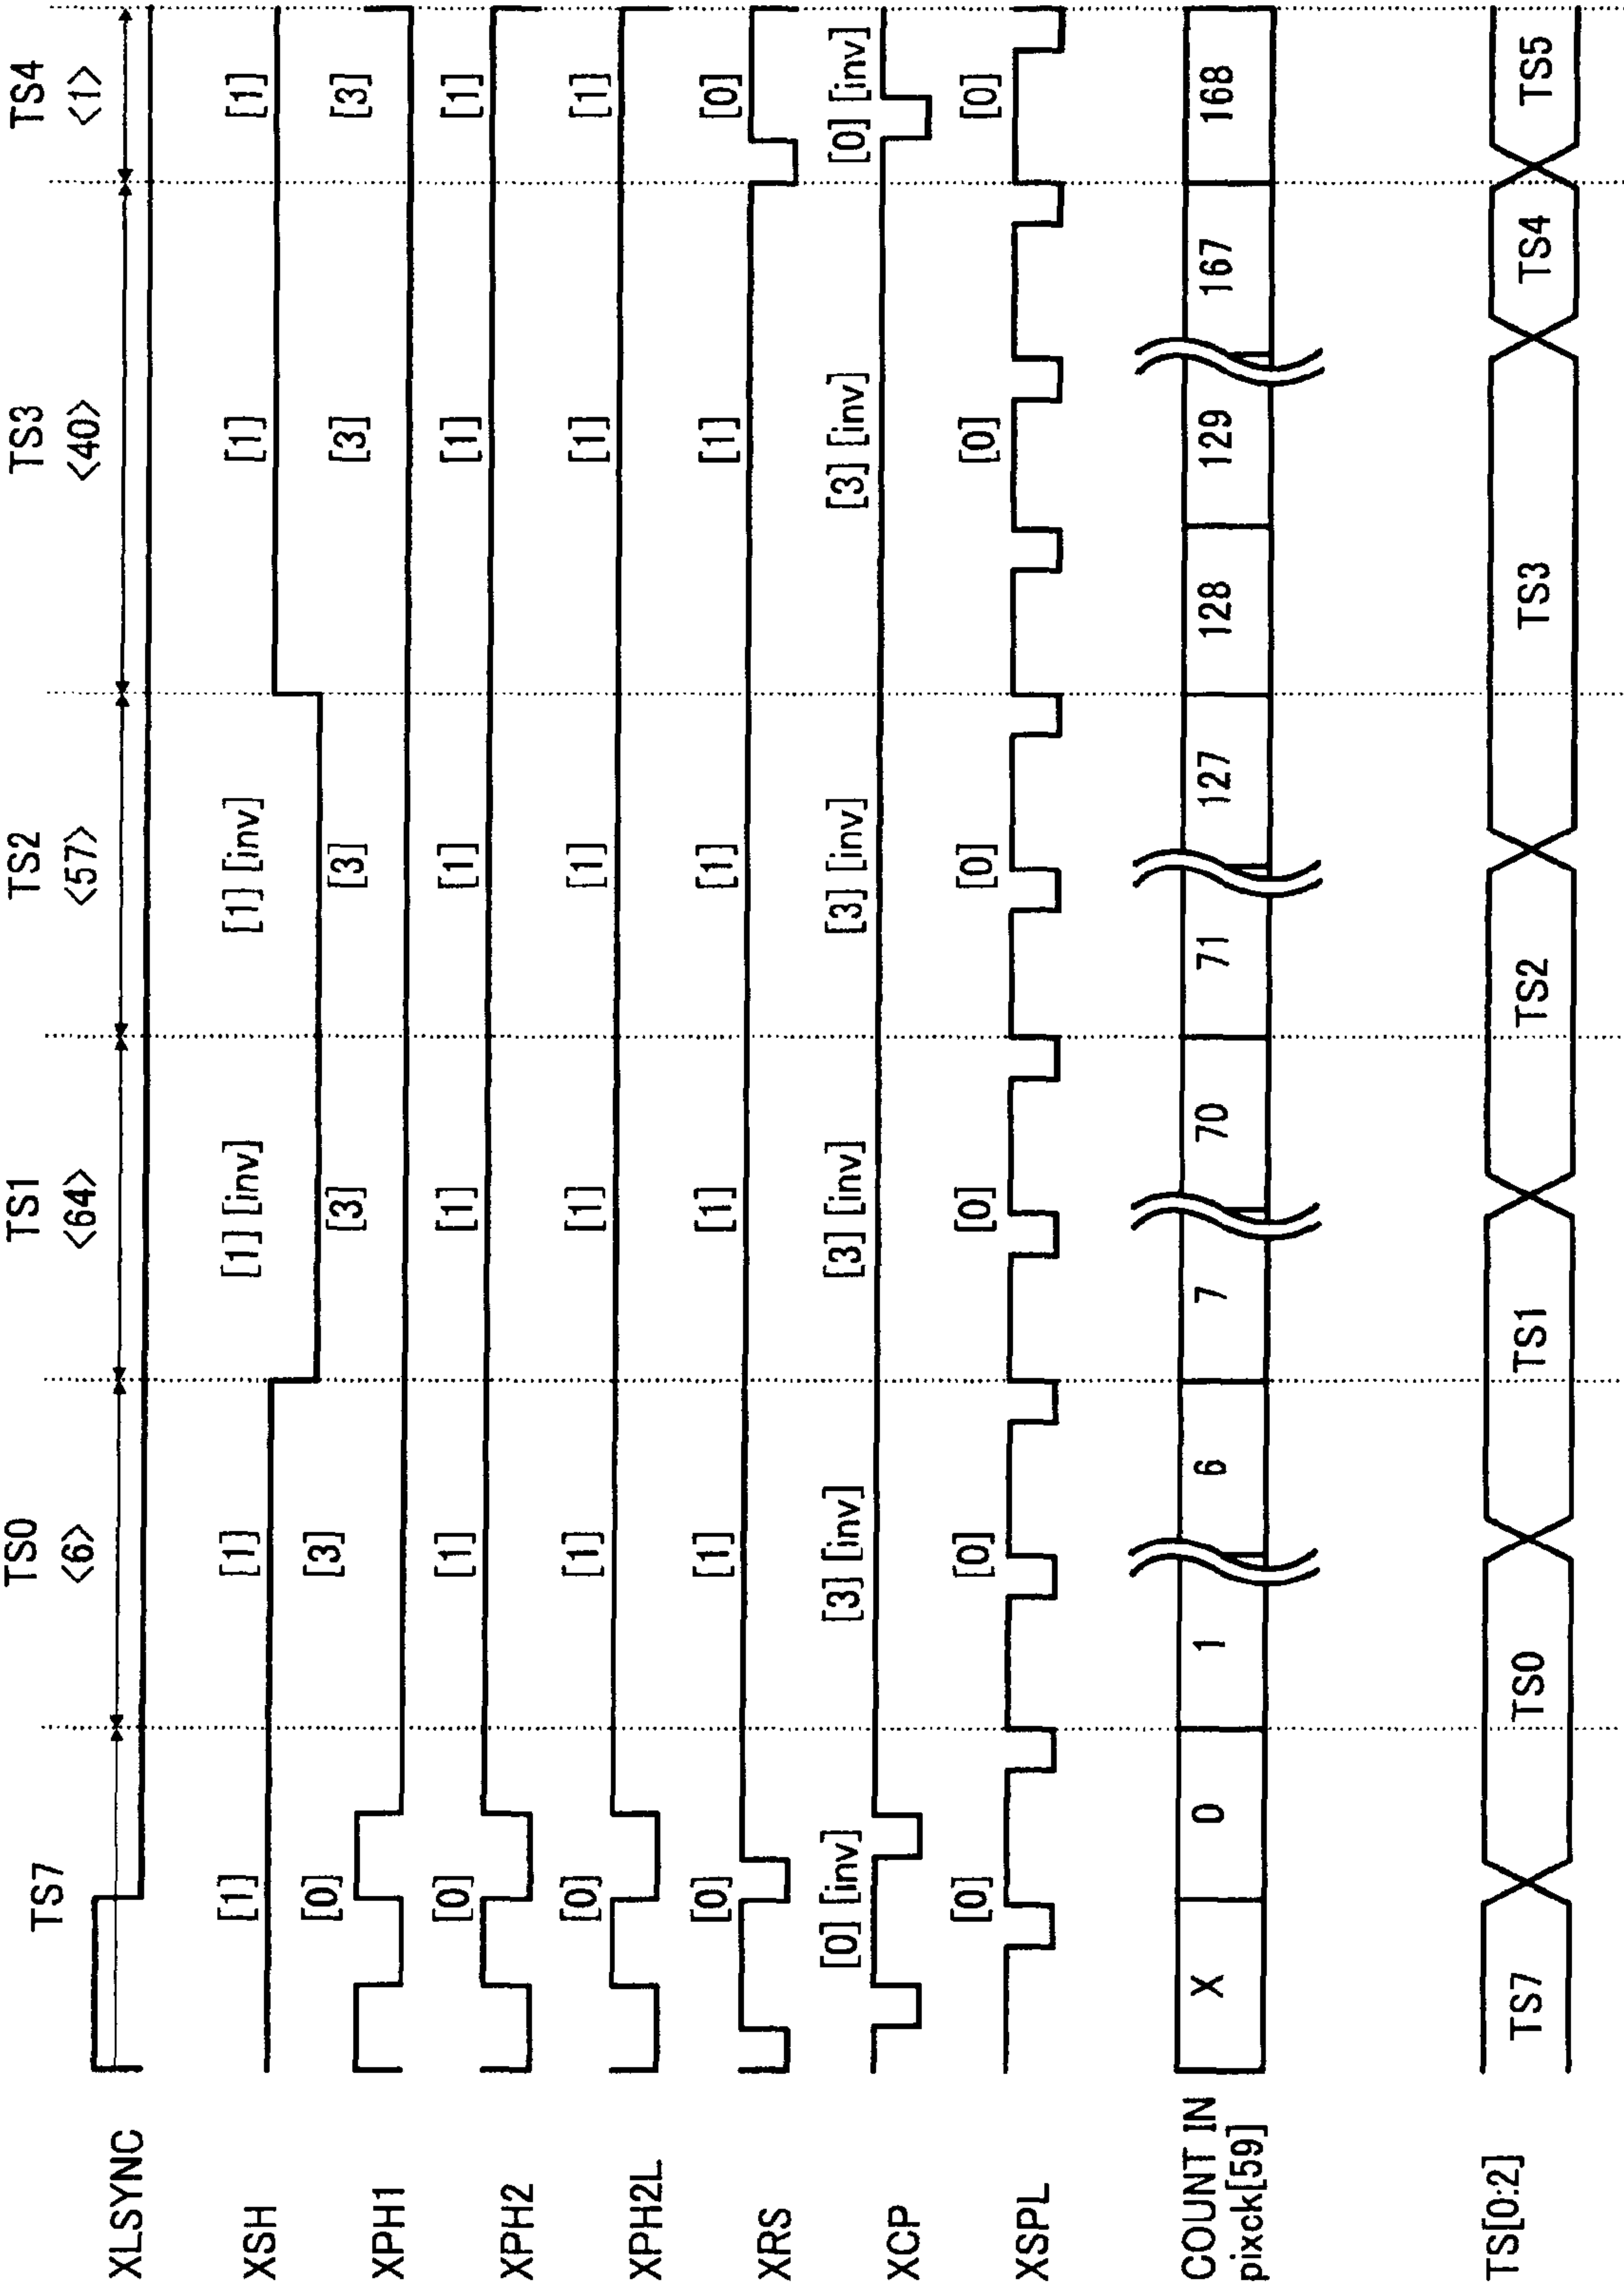 TS7 TS0 TS1 TS2 TS3 TS4
<6> <64> <57> <40> <1>
XLSYNC
XSH [1] [1] [1] [inv] [1] [inv] [1] [1]
XPH1 [0] [3] [3] [3] [3] [3]
XPH2 [0] [1] [1] [1] [1] [1]
XPH2L [0] [1] [1] [1] [1] [1]
XRS [0] [1] [1] [1] [1] [0]
XCP [0] [inv] [3] [inv] [3] [inv] [3] [inv] [3] [inv] [0] [inv]
XSPL [0] [0] [0] [0] [0] [0]
COUNT IN
pixck[59]
X 0 1 6 7 70 71 127 128 129 167 168
TS[0:2] TS7 TS0 TS1 TS2 TS3 TS4 TS5